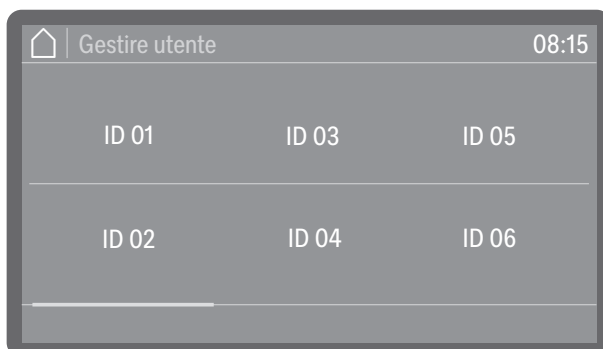 Gestire utente 08:15
ID 01 ID 03 ID 05
ID 02 ID 04 ID 06